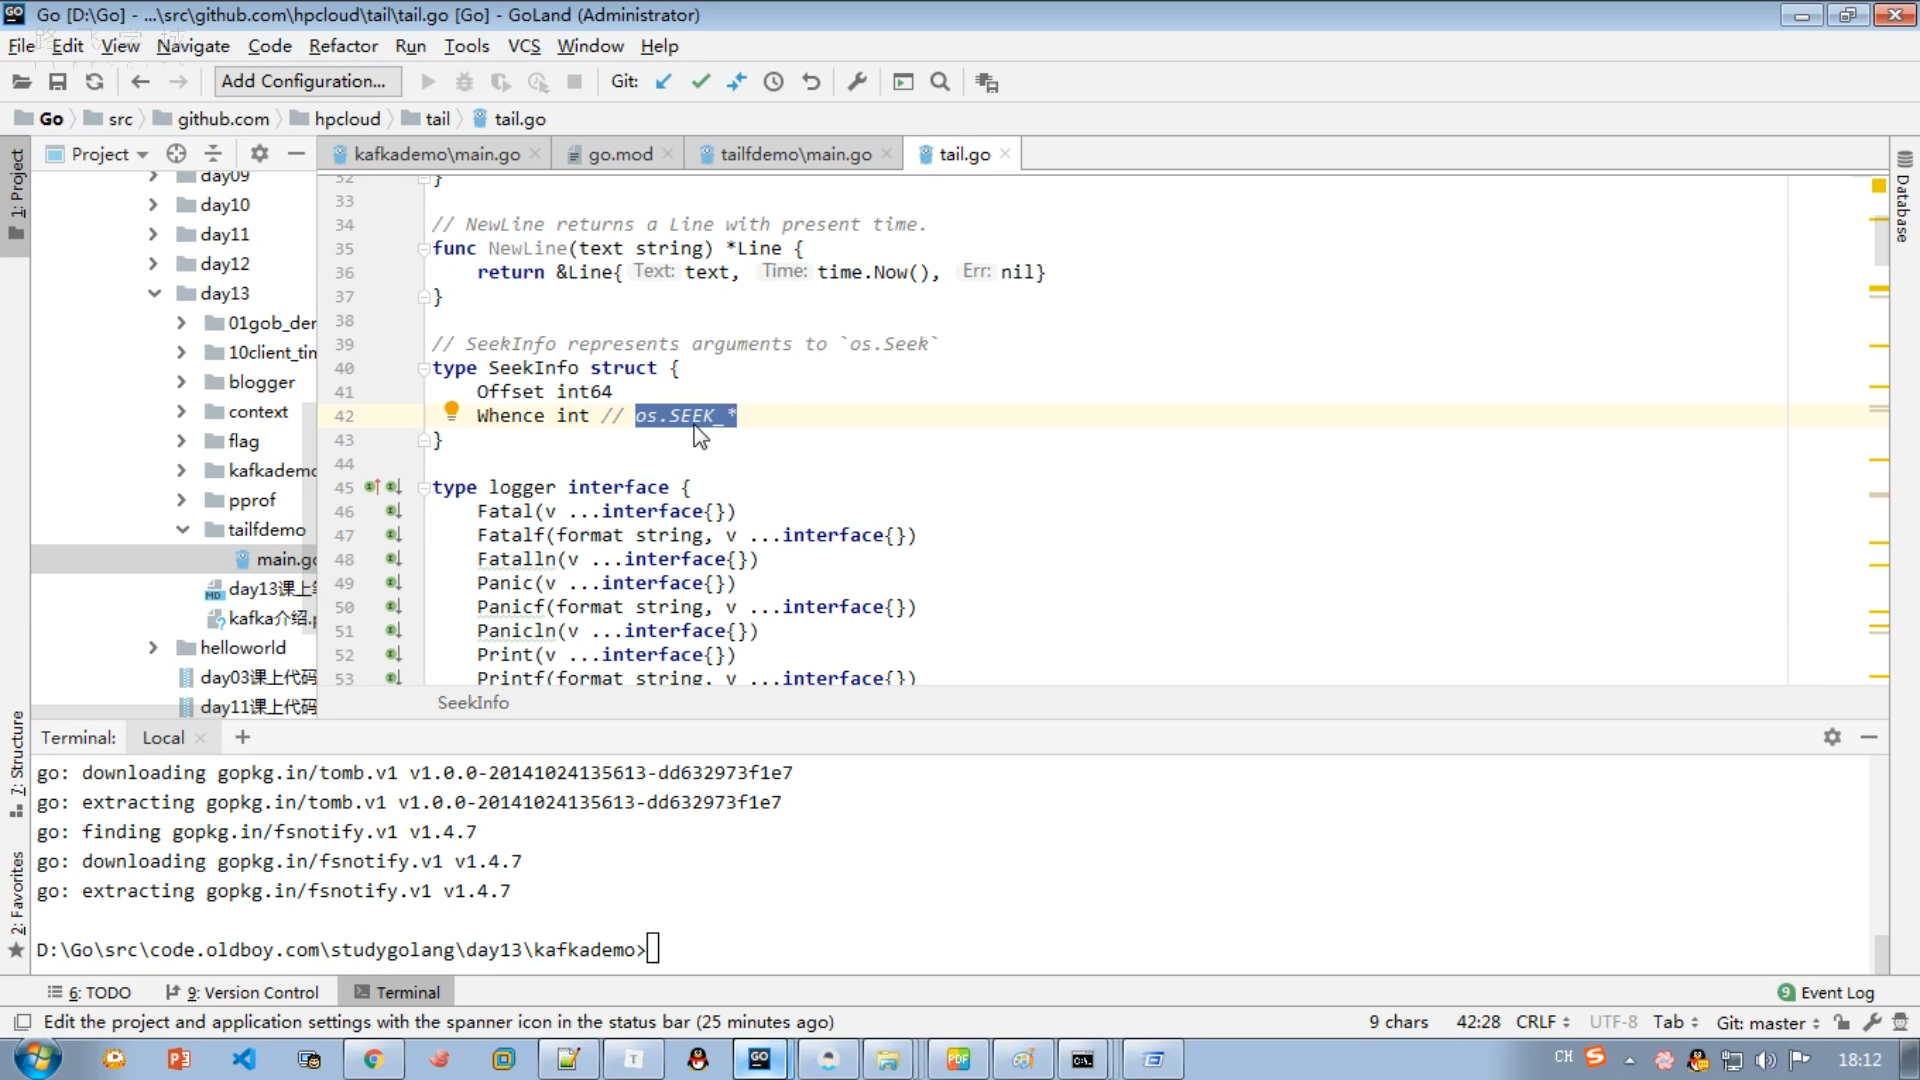 Go [D:\Go] - ...\src\github.com\hpcloud\tail\tail.go [Go] - GoLand (Administrator)
File Edit View Navigate Code Refactor Run Tools VCS Window Help
Add Configuration... Git:
Go src github.com hpcloud tail tail.go
1: Project
Project
kafkademo\main.go go.mod tailfdemo\main.go tail.go
Database
day09
day10
day11
day12
day13
01gob_der
10client_tin
blogger
context
flag
kafkademo
pprof
tailfdemo
main.go
day13课上
kafka介绍.
helloworld
day03课上代码
day11课上代码
32 }
33
34 // NewLine returns a Line with present time.
35 func NewLine(text string) *Line {
36 return &Line{ Text: text, Time: time.Now(), Err: nil}
37 }
38
39 // SeekInfo represents arguments to `os.Seek`
40 type SeekInfo struct {
41 Offset int64
42 Whence int // os.SEEK_*
43 }
44
45 type logger interface {
46 Fatal(v ...interface{})
47 Fatalf(format string, v ...interface{})
48 Fatalln(v ...interface{})
49 Panic(v ...interface{})
50 Panicf(format string, v ...interface{})
51 Panicln(v ...interface{})
52 Print(v ...interface{})
53 Printf(format string, v ...interface{})
SeekInfo
7: Structure
2: Favorites
Terminal: Local
go: downloading gopkg.in/tomb.v1 v1.0.0-20141024135613-dd632973f1e7
go: extracting gopkg.in/tomb.v1 v1.0.0-20141024135613-dd632973f1e7
go: finding gopkg.in/fsnotify.v1 v1.4.7
go: downloading gopkg.in/fsnotify.v1 v1.4.7
go: extracting gopkg.in/fsnotify.v1 v1.4.7
D:\Go\src\code.oldboy.com\studygolang\day13\kafkademo>
6: TODO 9: Version Control Terminal 9 Event Log
Edit the project and application settings with the spanner icon in the status bar (25 minutes ago) 9 chars 42:28 CRLF UTF-8 Tab Git: master
CH 18:12